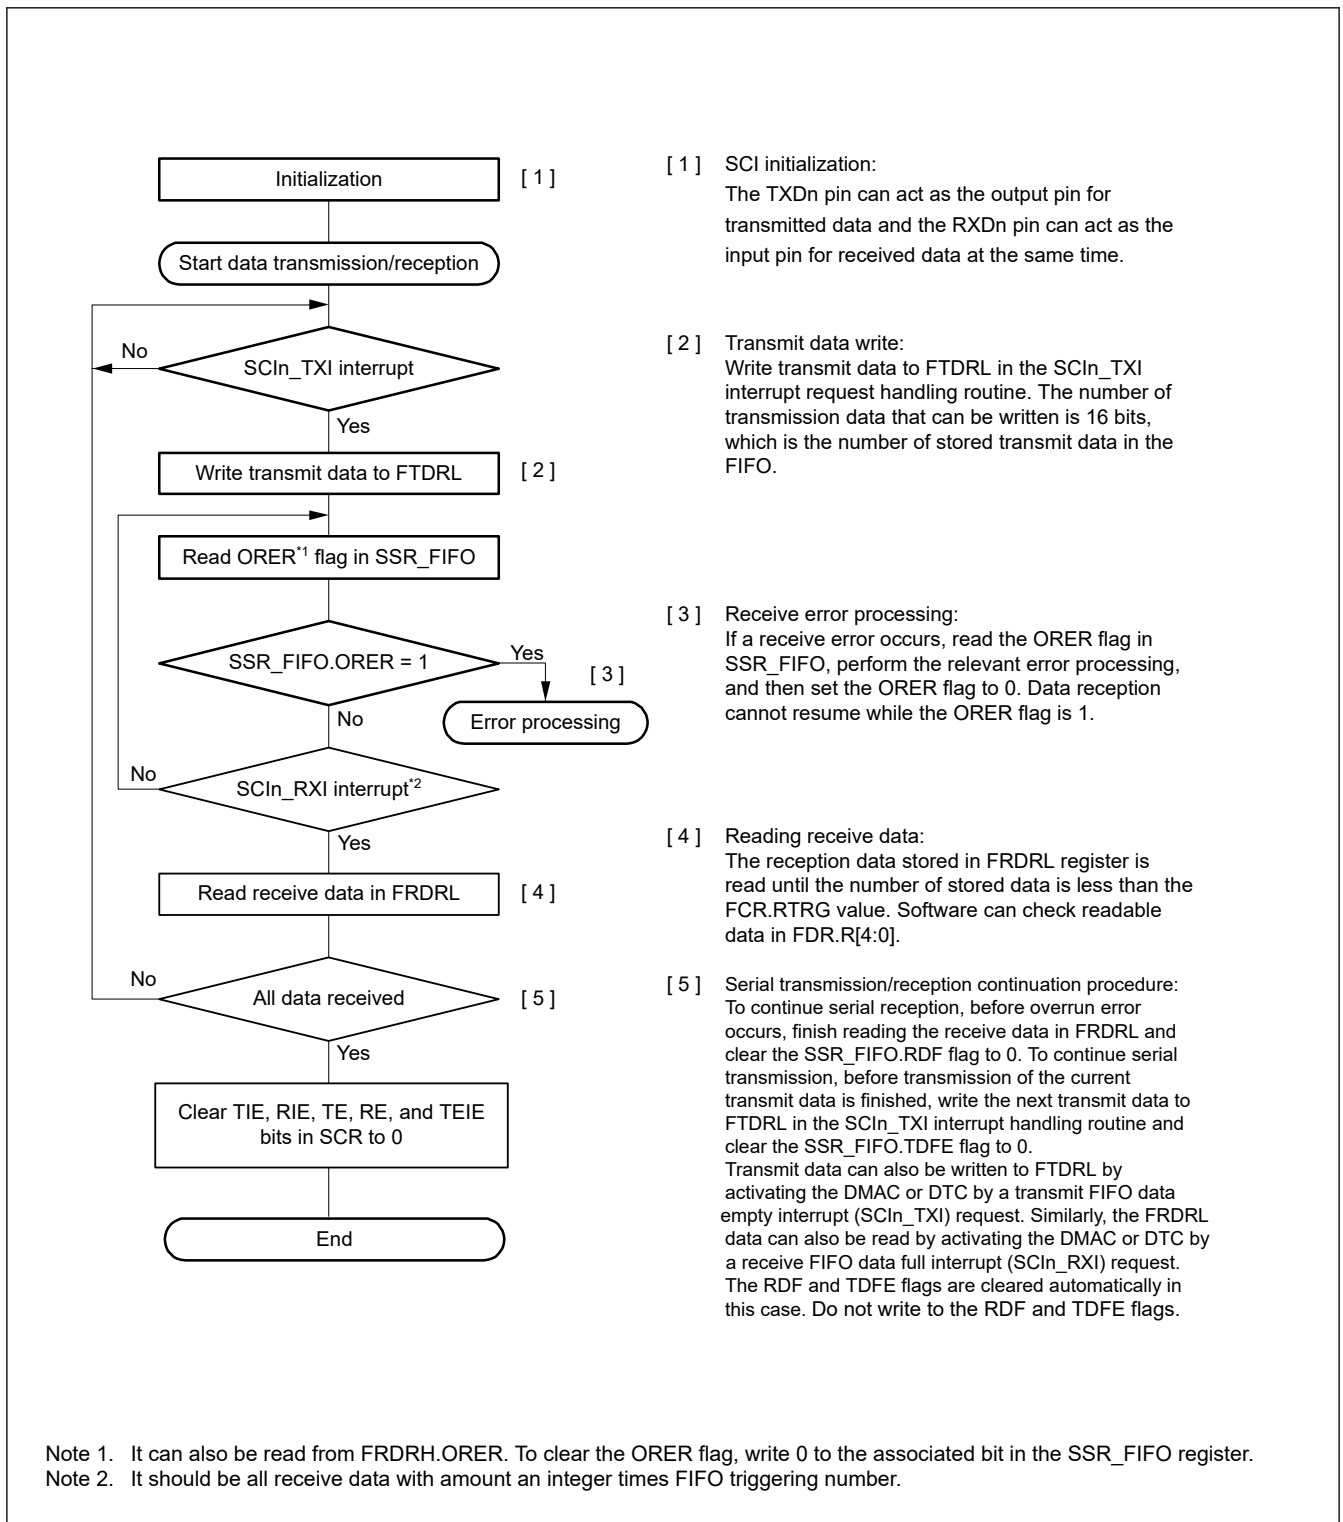 Initialization
[ 1 ]
Start data transmission/reception
No
SCIn_TXI interrupt
Yes
Write transmit data to FTDRL
[ 2 ]
Read ORER*1 flag in SSR_FIFO
SSR_FIFO.ORER = 1
Yes
[ 3 ]
Error processing
No
No
SCIn_RXI interrupt*2
Yes
Read receive data in FRDRL
[ 4 ]
No
All data received
[ 5 ]
Yes
Clear TIE, RIE, TE, RE, and TEIE
bits in SCR to 0
End
[ 1 ] SCI initialization:
The TXDn pin can act as the output pin for
transmitted data and the RXDn pin can act as the
input pin for received data at the same time.
[ 2 ] Transmit data write:
Write transmit data to FTDRL in the SCIn_TXI
interrupt request handling routine. The number of
transmission data that can be written is 16 bits,
which is the number of stored transmit data in the
FIFO.
[ 3 ] Receive error processing:
If a receive error occurs, read the ORER flag in
SSR_FIFO, perform the relevant error processing,
and then set the ORER flag to 0. Data reception
cannot resume while the ORER flag is 1.
[ 4 ] Reading receive data:
The reception data stored in FRDRL register is
read until the number of stored data is less than the
FCR.RTRG value. Software can check readable
data in FDR.R[4:0].
[ 5 ] Serial transmission/reception continuation procedure:
To continue serial reception, before overrun error
occurs, finish reading the receive data in FRDRL and
clear the SSR_FIFO.RDF flag to 0. To continue serial
transmission, before transmission of the current
transmit data is finished, write the next transmit data to
FTDRL in the SCIn_TXI interrupt handling routine and
clear the SSR_FIFO.TDFE flag to 0.
Transmit data can also be written to FTDRL by
activating the DMAC or DTC by a transmit FIFO data
empty interrupt (SCIn_TXI) request. Similarly, the FRDRL
data can also be read by activating the DMAC or DTC by
a receive FIFO data full interrupt (SCIn_RXI) request.
The RDF and TDFE flags are cleared automatically in
this case. Do not write to the RDF and TDFE flags.
Note 1. It can also be read from FRDRH.ORER. To clear the ORER flag, write 0 to the associated bit in the SSR_FIFO register.
Note 2. It should be all receive data with amount an integer times FIFO triggering number.